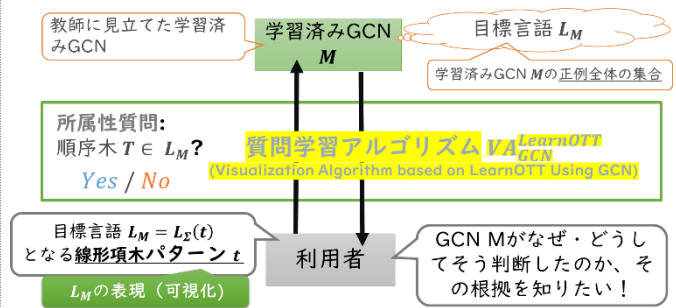 教師に見立てた学習済
みGCN
学習済みGCN
M
目標言語 L_M
学習済みGCN Mの正例全体の集合
所属性質問:
順序木 T ∈ L_M?
Yes / No
質問学習アルゴリズム VA_GCN^LearnOTT
(Visualization Algorithm based on LearnOTT Using GCN)
目標言語 L_M = L_Σ(t)
となる線形項木パターン t
L_Mの表現（可視化)
利用者
GCN Mがなぜ・どうし
てそう判断したのか、そ
の根拠を知りたい！